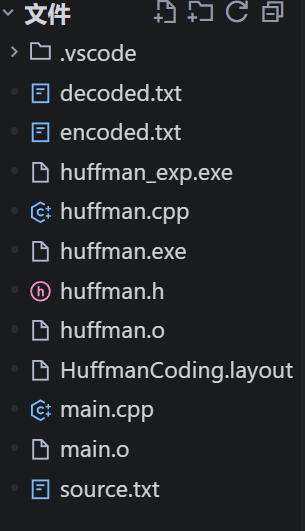 文件
.vscode
decoded.txt
encoded.txt
huffman_exp.exe
huffman.cpp
huffman.exe
huffman.h
huffman.o
HuffmanCoding.layout
main.cpp
main.o
source.txt